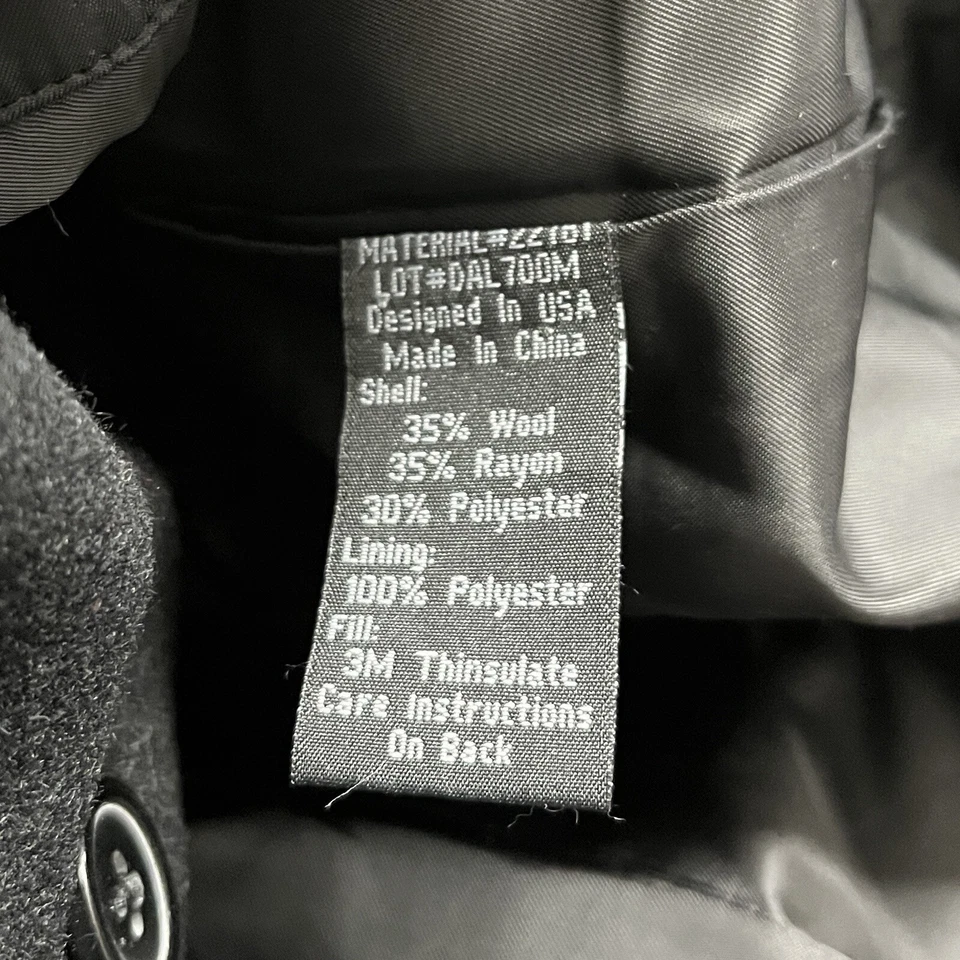 LOT#DAL700M
Designed In USA
Made In China
Shell:
35% Wool
35% Rayon
30% Polyester
Lining:
100% Polyester
Fill:
3M Thinsulate
Care Instructions
On Back